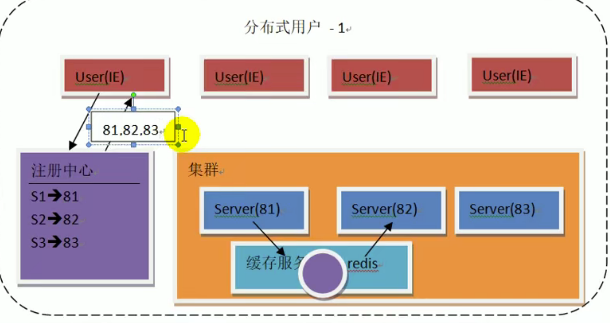 分布式用户 -1
User(IE)
User(IE)
User(IE)
User(IE)
81,82,83
注册中心
S1→81
S2→82
S3→83
集群
Server(81)
Server(82)
Server(83)
缓存服务 redis